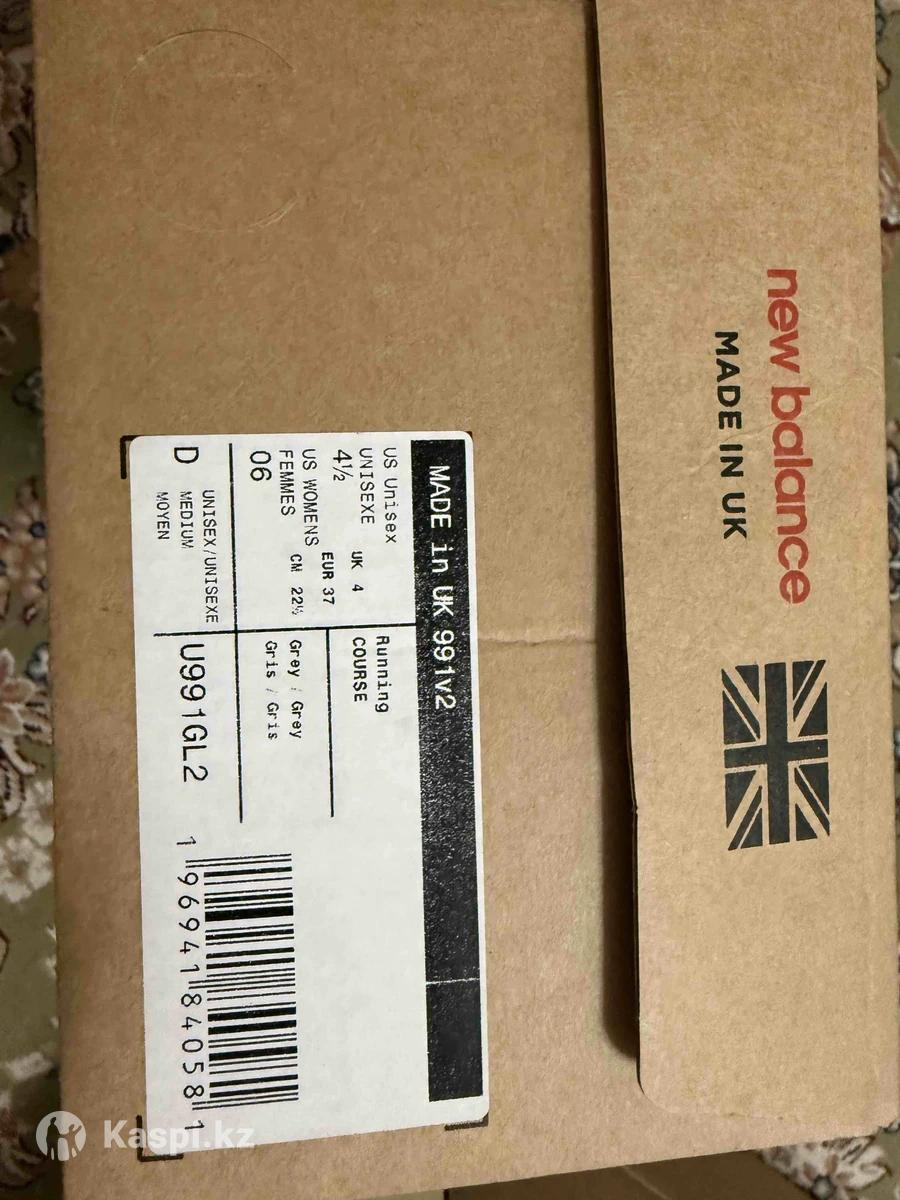 new balance
MADE IN UK
MADE in UK 991v2
US Unisex
UNISEXE
4½
UK 4
EUR 37
CM 22½
US WOMENS
FEMMES
06
Running
COURSE
Grey / Grey
Gris / Gris
D
UNISEX/UNISEXE
MEDIUM
MOYEN
U991GL2
1 96941 84058 1
Kaspi.kz